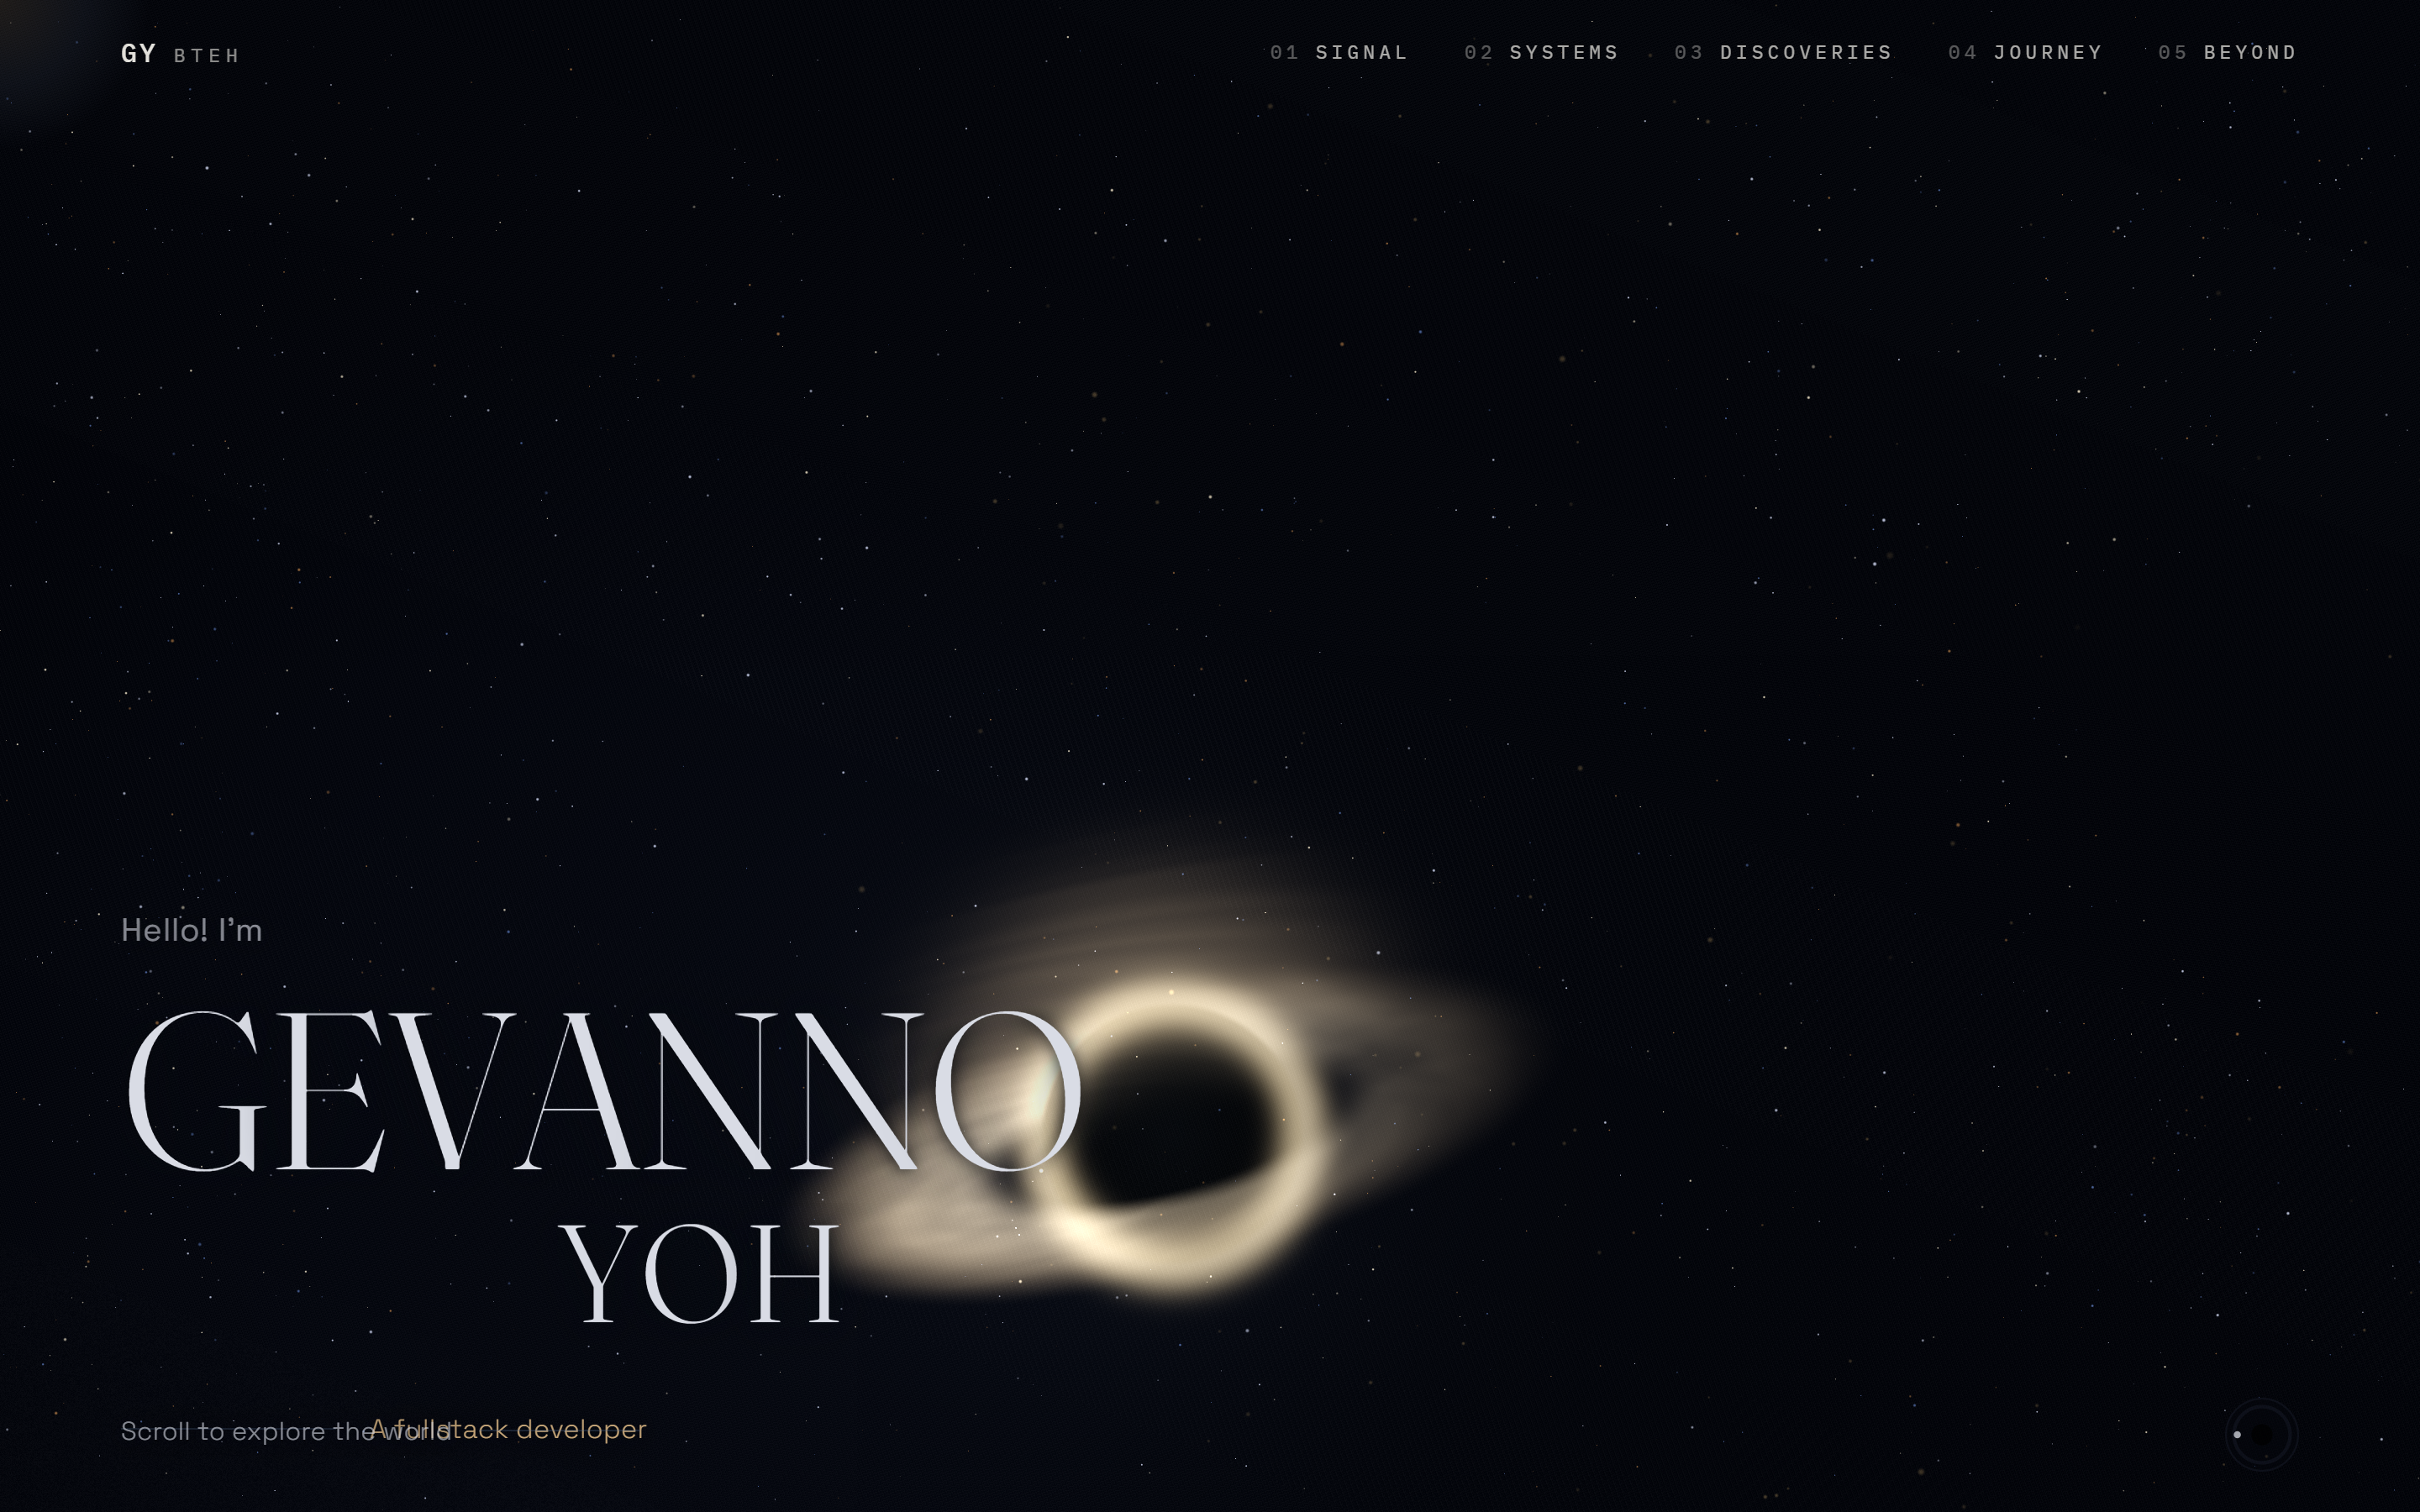 GY BTEH
01 SIGNAL 02 SYSTEMS 03 DISCOVERIES 04 JOURNEY 05 BEYOND
Hello! I'm
GEVANNO
YOH
Scroll to explore the world
A fullstack developer